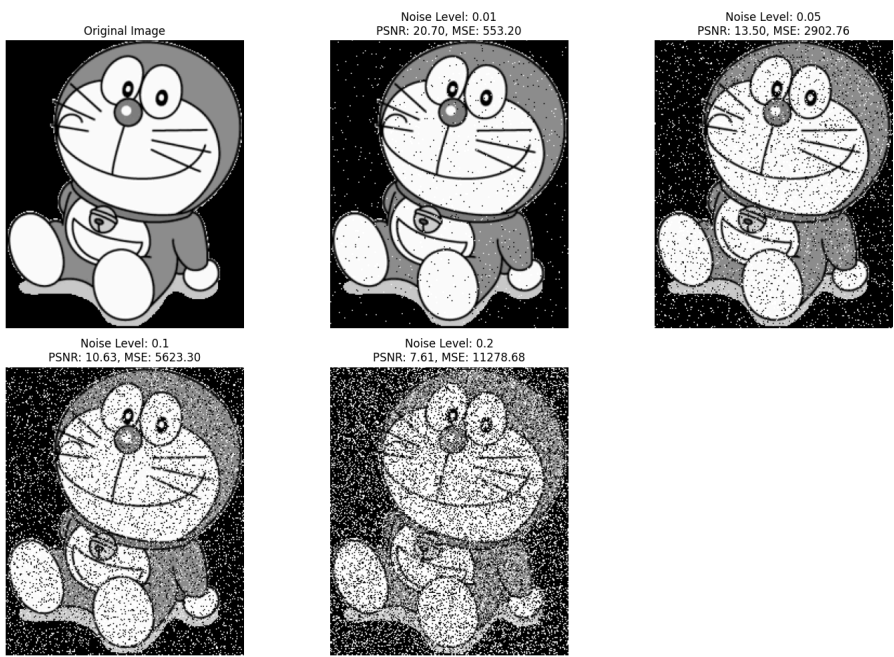 Original Image
Noise Level: 0.01
PSNR: 20.70, MSE: 553.20
Noise Level: 0.05
PSNR: 13.50, MSE: 2902.76
Noise Level: 0.1
PSNR: 10.63, MSE: 5623.30
Noise Level: 0.2
PSNR: 7.61, MSE: 11278.68